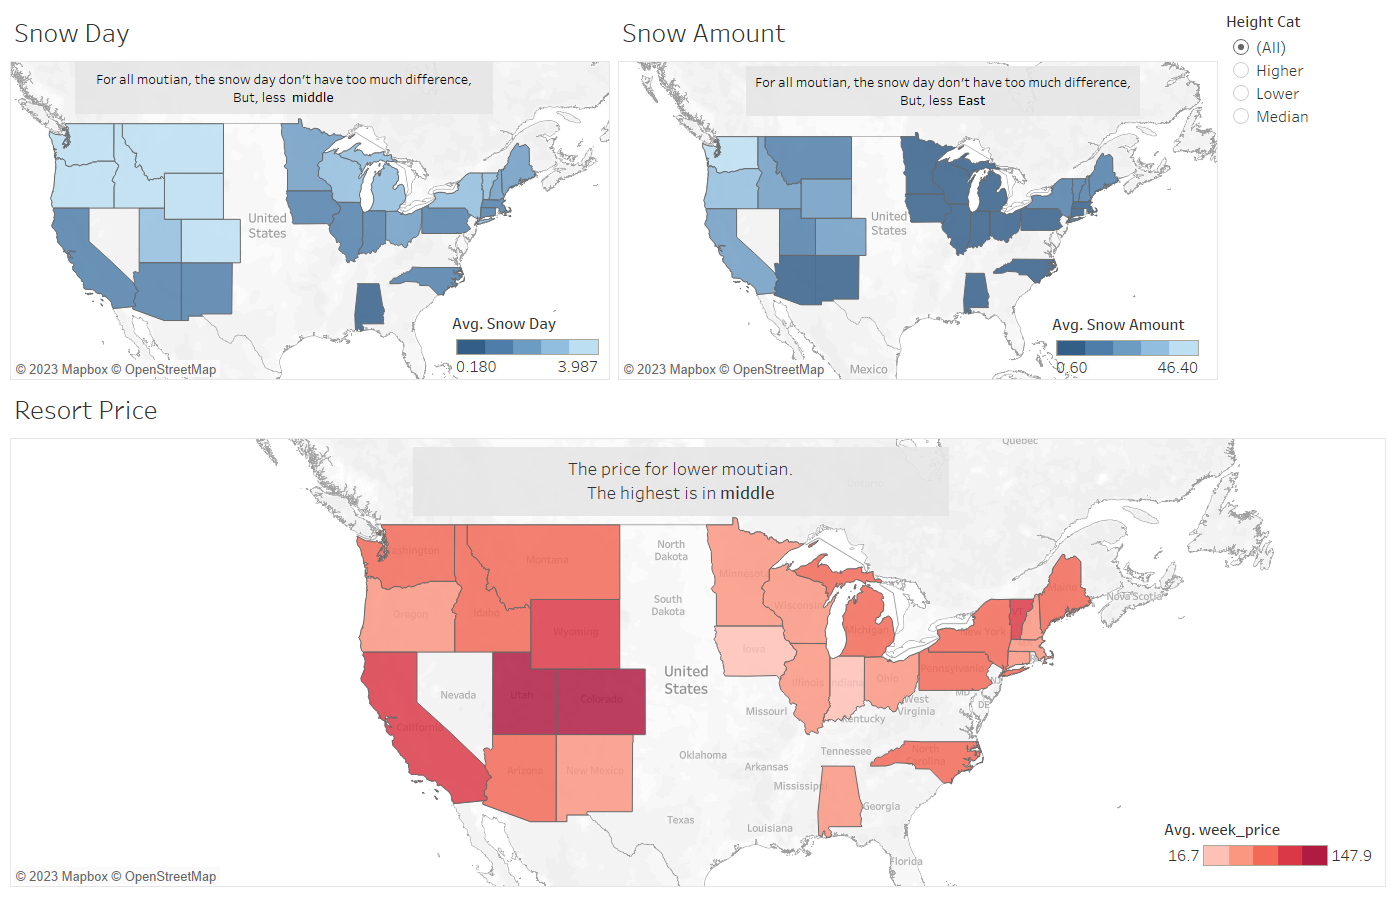 Snow Day
For all moutian, the snow day don't have too much difference,
But, less middle
United
States
Avg. Snow Day
0.180
3.987
© 2023 Mapbox © OpenStreetMap
Snow Amount
For all moutian, the snow day don't have too much difference,
But, less East
United
States
Mexico
Avg. Snow Amount
0.60
46.40
© 2023 Mapbox © OpenStreetMap
Height Cat
(All)
Higher
Lower
Median
Resort Price
The price for lower moutian.
The highest is in middle
Quebec
North
Dakota
Montana
Minnesota
Maine
Nova Scotia
South
Dakota
Oregon
Idaho
Wisconsin
VT
Wyoming
Michigan
New York
Iowa
United
States
Pennsylvania
Nevada
Utah
Colorado
Illinois
Indiana
Ohio
NJ
MD
DE
West
Virginia
Missouri
Kentucky
California
Arizona
New Mexico
Oklahoma
Tennessee
North
Carolina
Arkansas
Mississippi
Georgia
Texas
Louisiana
Florida
Avg. week_price
16.7
147.9
© 2023 Mapbox © OpenStreetMap